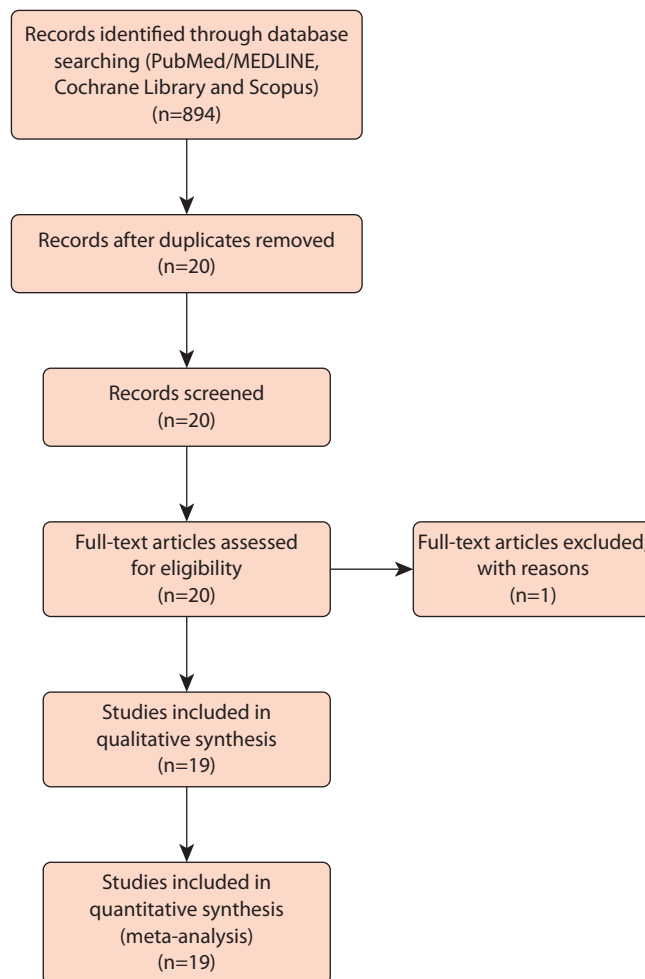 Records identified through database
searching (PubMed/MEDLINE,
Cochrane Library and Scopus)
(n=894)
Records after duplicates removed
(n=20)
Records screened
(n=20)
Full-text articles assessed
for eligibility
(n=20)
Full-text articles excluded,
with reasons
(n=1)
Studies included in
qualitative synthesis
(n=19)
Studies included in
quantitative synthesis
(meta-analysis)
(n=19)